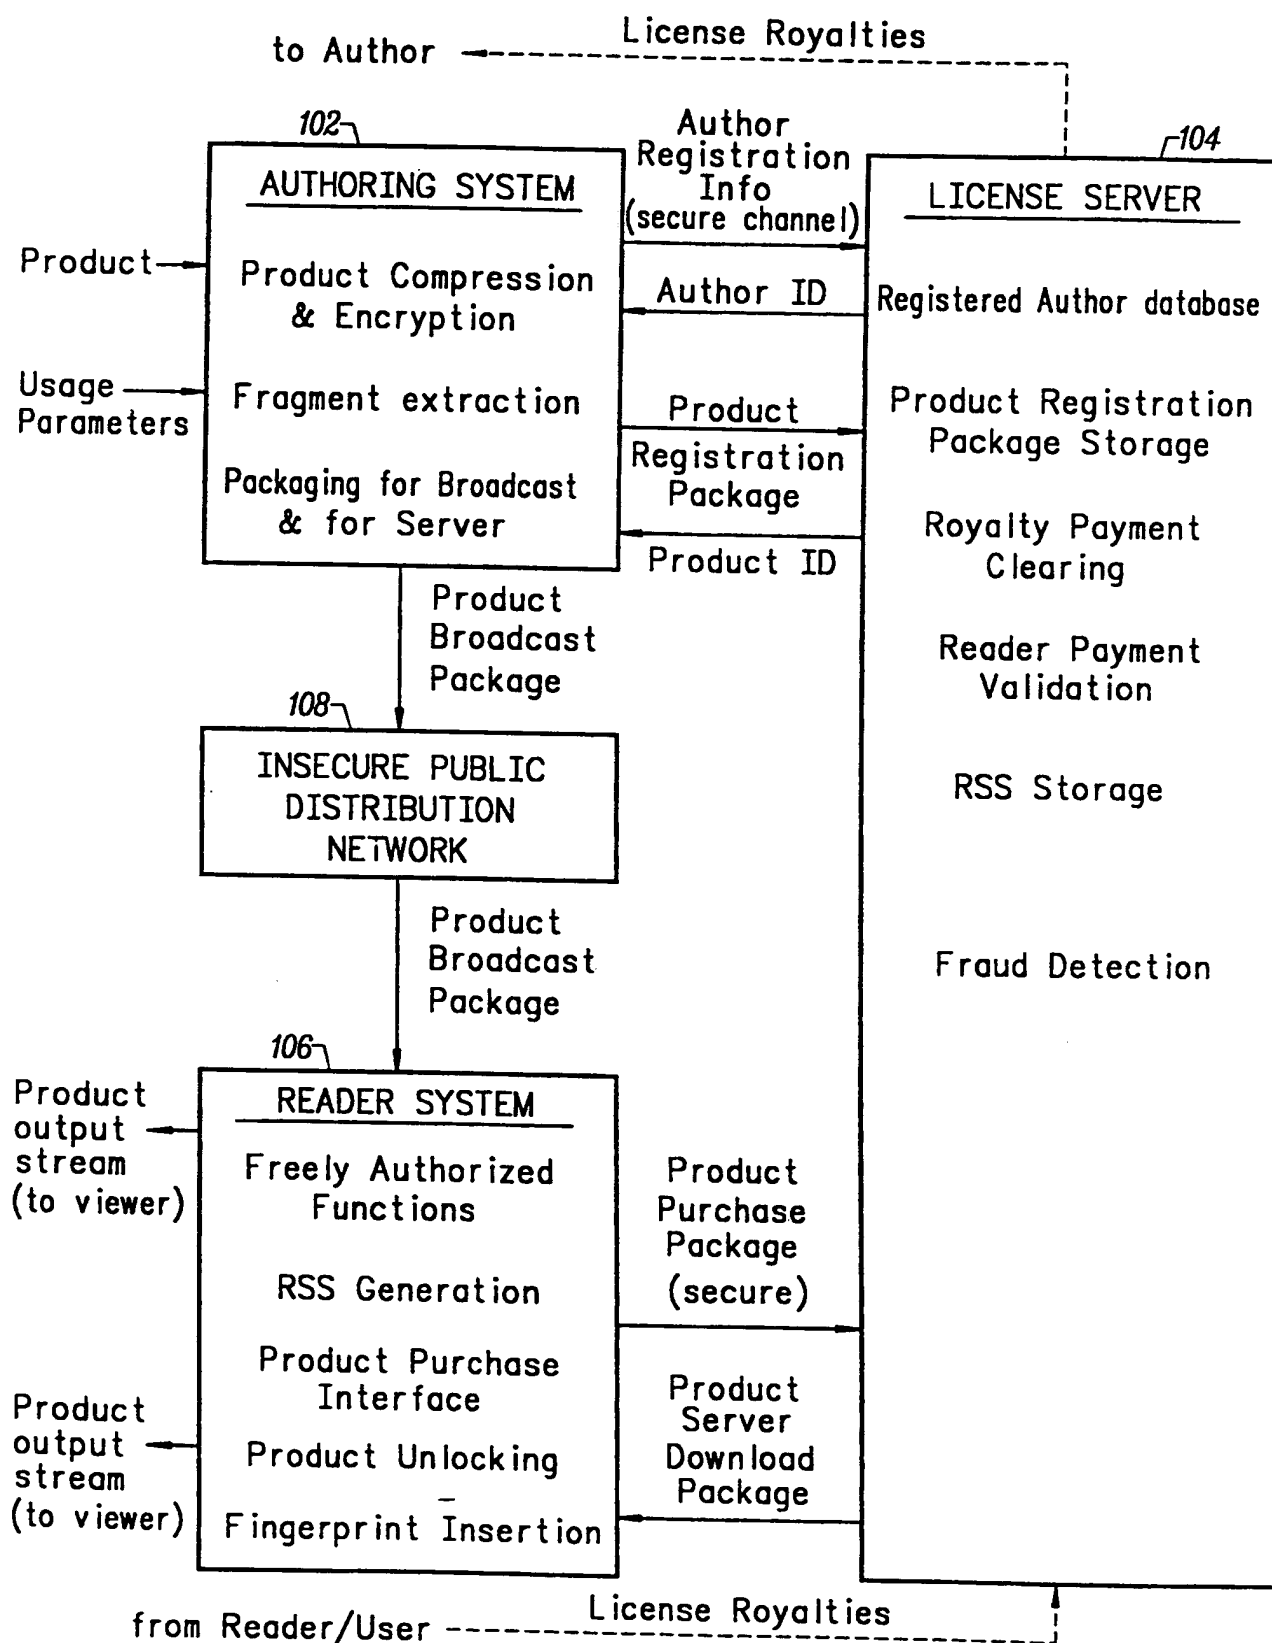 License Royalties
to Author
102
104
AUTHORING SYSTEM
Product Compression
& Encryption
Fragment extraction
Packaging for Broadcast
& for Server
Product
Usage
Parameters
Author
Registration
Info
(secure channel)
Author ID
Product
Registration
Package
Product ID
LICENSE SERVER
Registered Author database
Product Registration
Package Storage
Royalty Payment
Clearing
Reader Payment
Validation
RSS Storage
Fraud Detection
Product
Broadcast
Package
108
INSECURE PUBLIC
DISTRIBUTION
NETWORK
Product
Broadcast
Package
106
READER SYSTEM
Freely Authorized
Functions
RSS Generation
Product Purchase
Interface
Product Unlocking
Fingerprint Insertion
Product
output
stream
(to viewer)
Product
output
stream
(to viewer)
Product
Purchase
Package
(secure)
Product
Server
Download
Package
License Royalties
from Reader/User